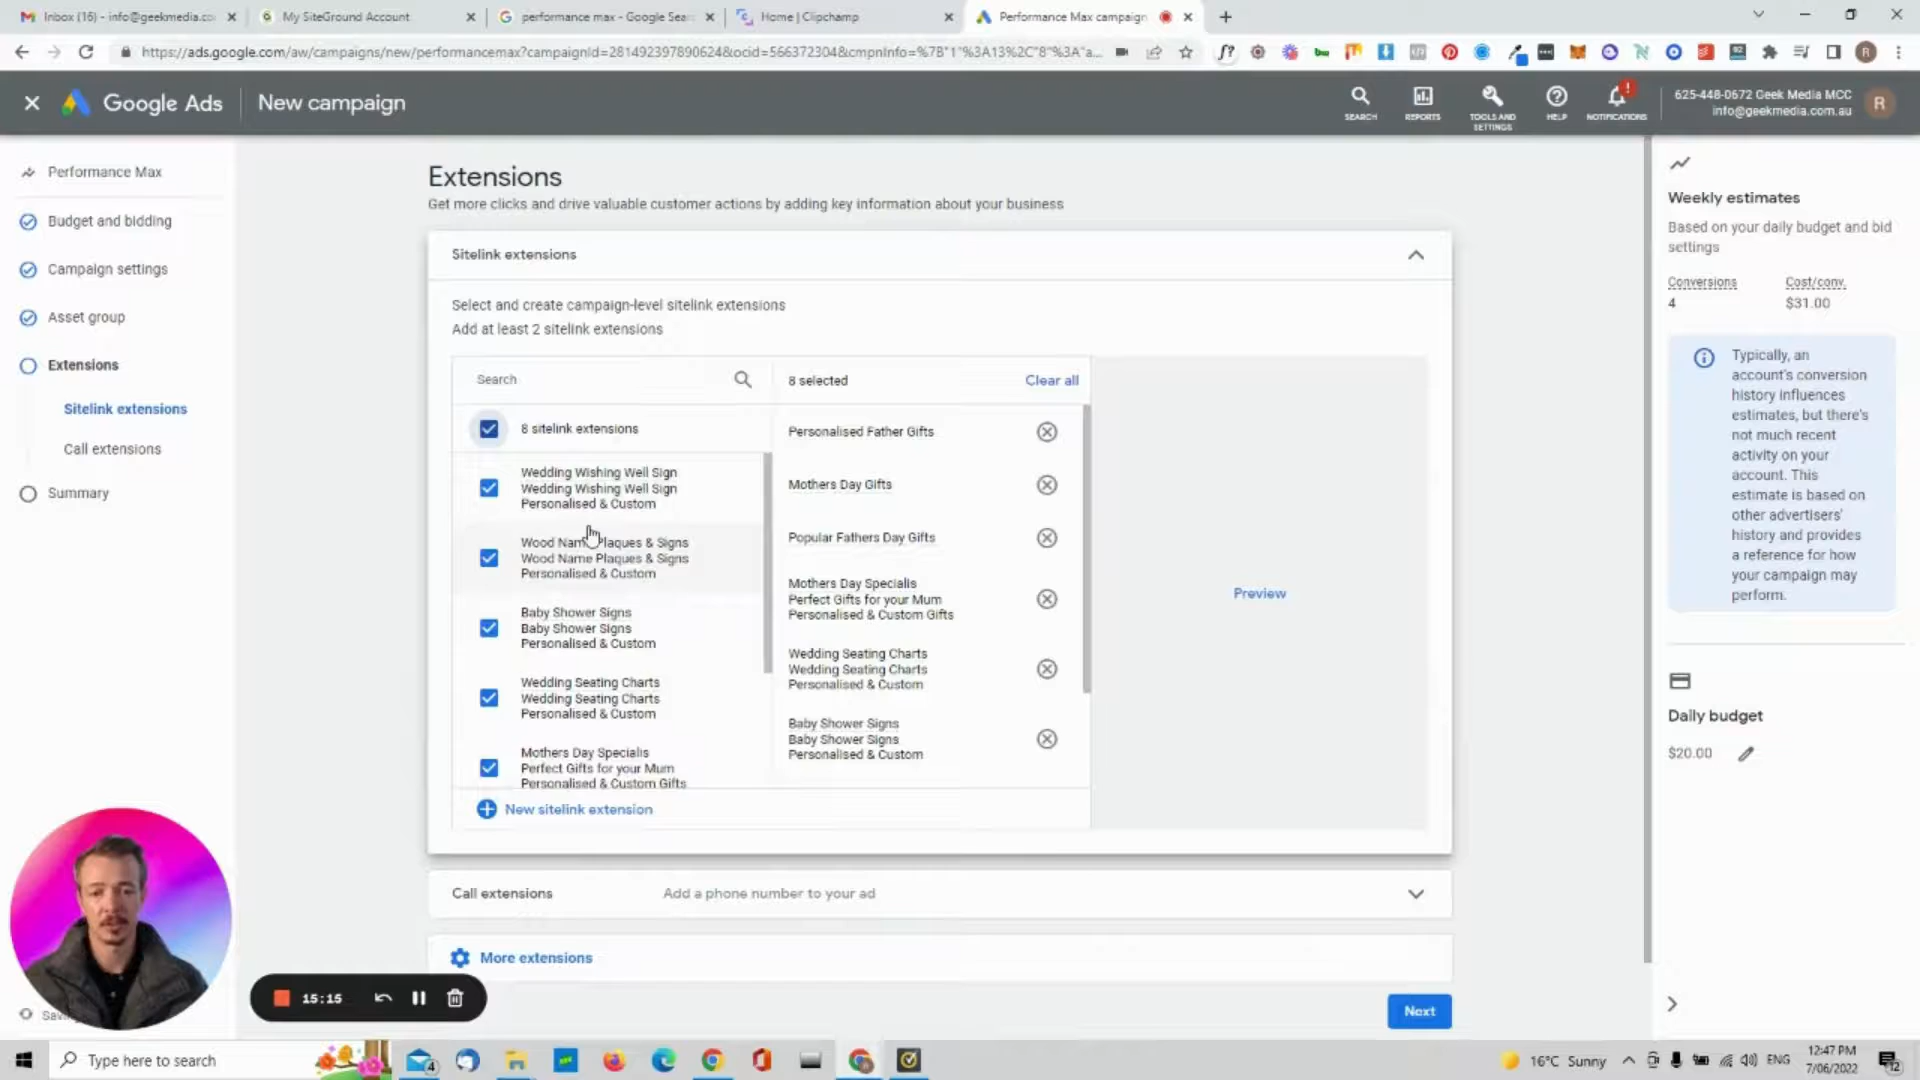 Inbox (16) - info@geekmedia.co
My SiteGround Account
performance max - Google Sear
Home | Clipchamp
Performance Max campaign
https://ads.google.com/aw/campaigns/new/performancemax?campaignId=281492397890624&ocid=566372304&cmpnInfo=%7B"1"%3A13%2C"8"%3A"a...
Google Ads
New campaign
SEARCH
REPORTS
TOOLS AND SETTINGS
HELP
NOTIFICATIONS
625-448-0672 Geek Media MCC
info@geekmedia.com.au
R
Performance Max
Budget and bidding
Campaign settings
Asset group
Extensions
Sitelink extensions
Call extensions
Summary
Extensions
Get more clicks and drive valuable customer actions by adding key information about your business
Sitelink extensions
Select and create campaign-level sitelink extensions
Add at least 2 sitelink extensions
Search
8 selected
Clear all
8 sitelink extensions
Wedding Wishing Well Sign
Wedding Wishing Well Sign
Personalised & Custom
Wood Name Plaques & Signs
Wood Name Plaques & Signs
Personalised & Custom
Baby Shower Signs
Baby Shower Signs
Personalised & Custom
Wedding Seating Charts
Wedding Seating Charts
Personalised & Custom
Mothers Day Specialis
Perfect Gifts for your Mum
Personalised & Custom Gifts
New sitelink extension
Personalised Father Gifts
Mothers Day Gifts
Popular Fathers Day Gifts
Mothers Day Specialis
Perfect Gifts for your Mum
Personalised & Custom Gifts
Wedding Seating Charts
Wedding Seating Charts
Personalised & Custom
Baby Shower Signs
Baby Shower Signs
Personalised & Custom
Preview
Call extensions
Add a phone number to your ad
More extensions
Next
Weekly estimates
Based on your daily budget and bid
settings
Conversions
Cost/conv.
4
$31.00
Typically, an
account's conversion
history influences
estimates, but there's
not much recent
activity on your
account. This
estimate is based on
other advertisers'
history and provides
a reference for how
your campaign may
perform.
Daily budget
$20.00
15:15
Type here to search
16°C Sunny
ENG
12:47 PM
7/06/2022